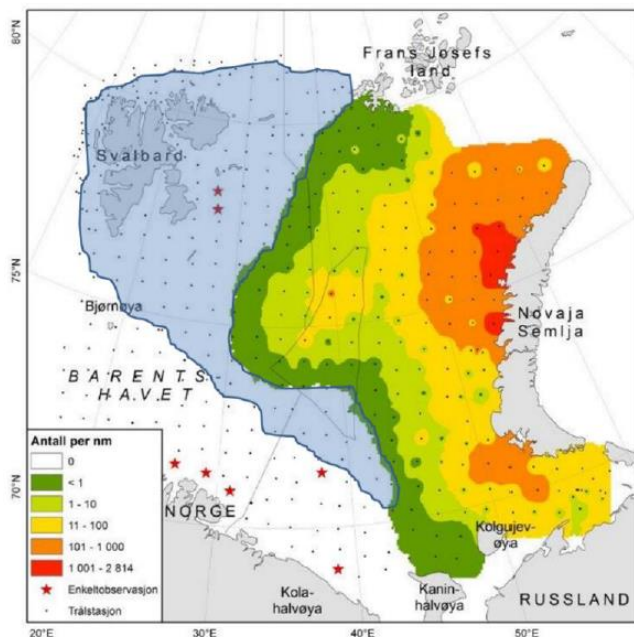 80°N
Frans Josefs
land
Svalbard
75°N
Bjørnøya
Novaja
Semlja
BARENTS-
HAVET
Antall per nm
0
< 1
1 - 10
11 - 100
101 - 1 000
1 001 - 2 814
Enkeltobservasjon
Trålstasjon
70°N
NORGE
Kolgujev-
øya
Kola-
halvøya
Kanin-
halvøya
RUSSLAND
20°E
30°E
40°E
50°E